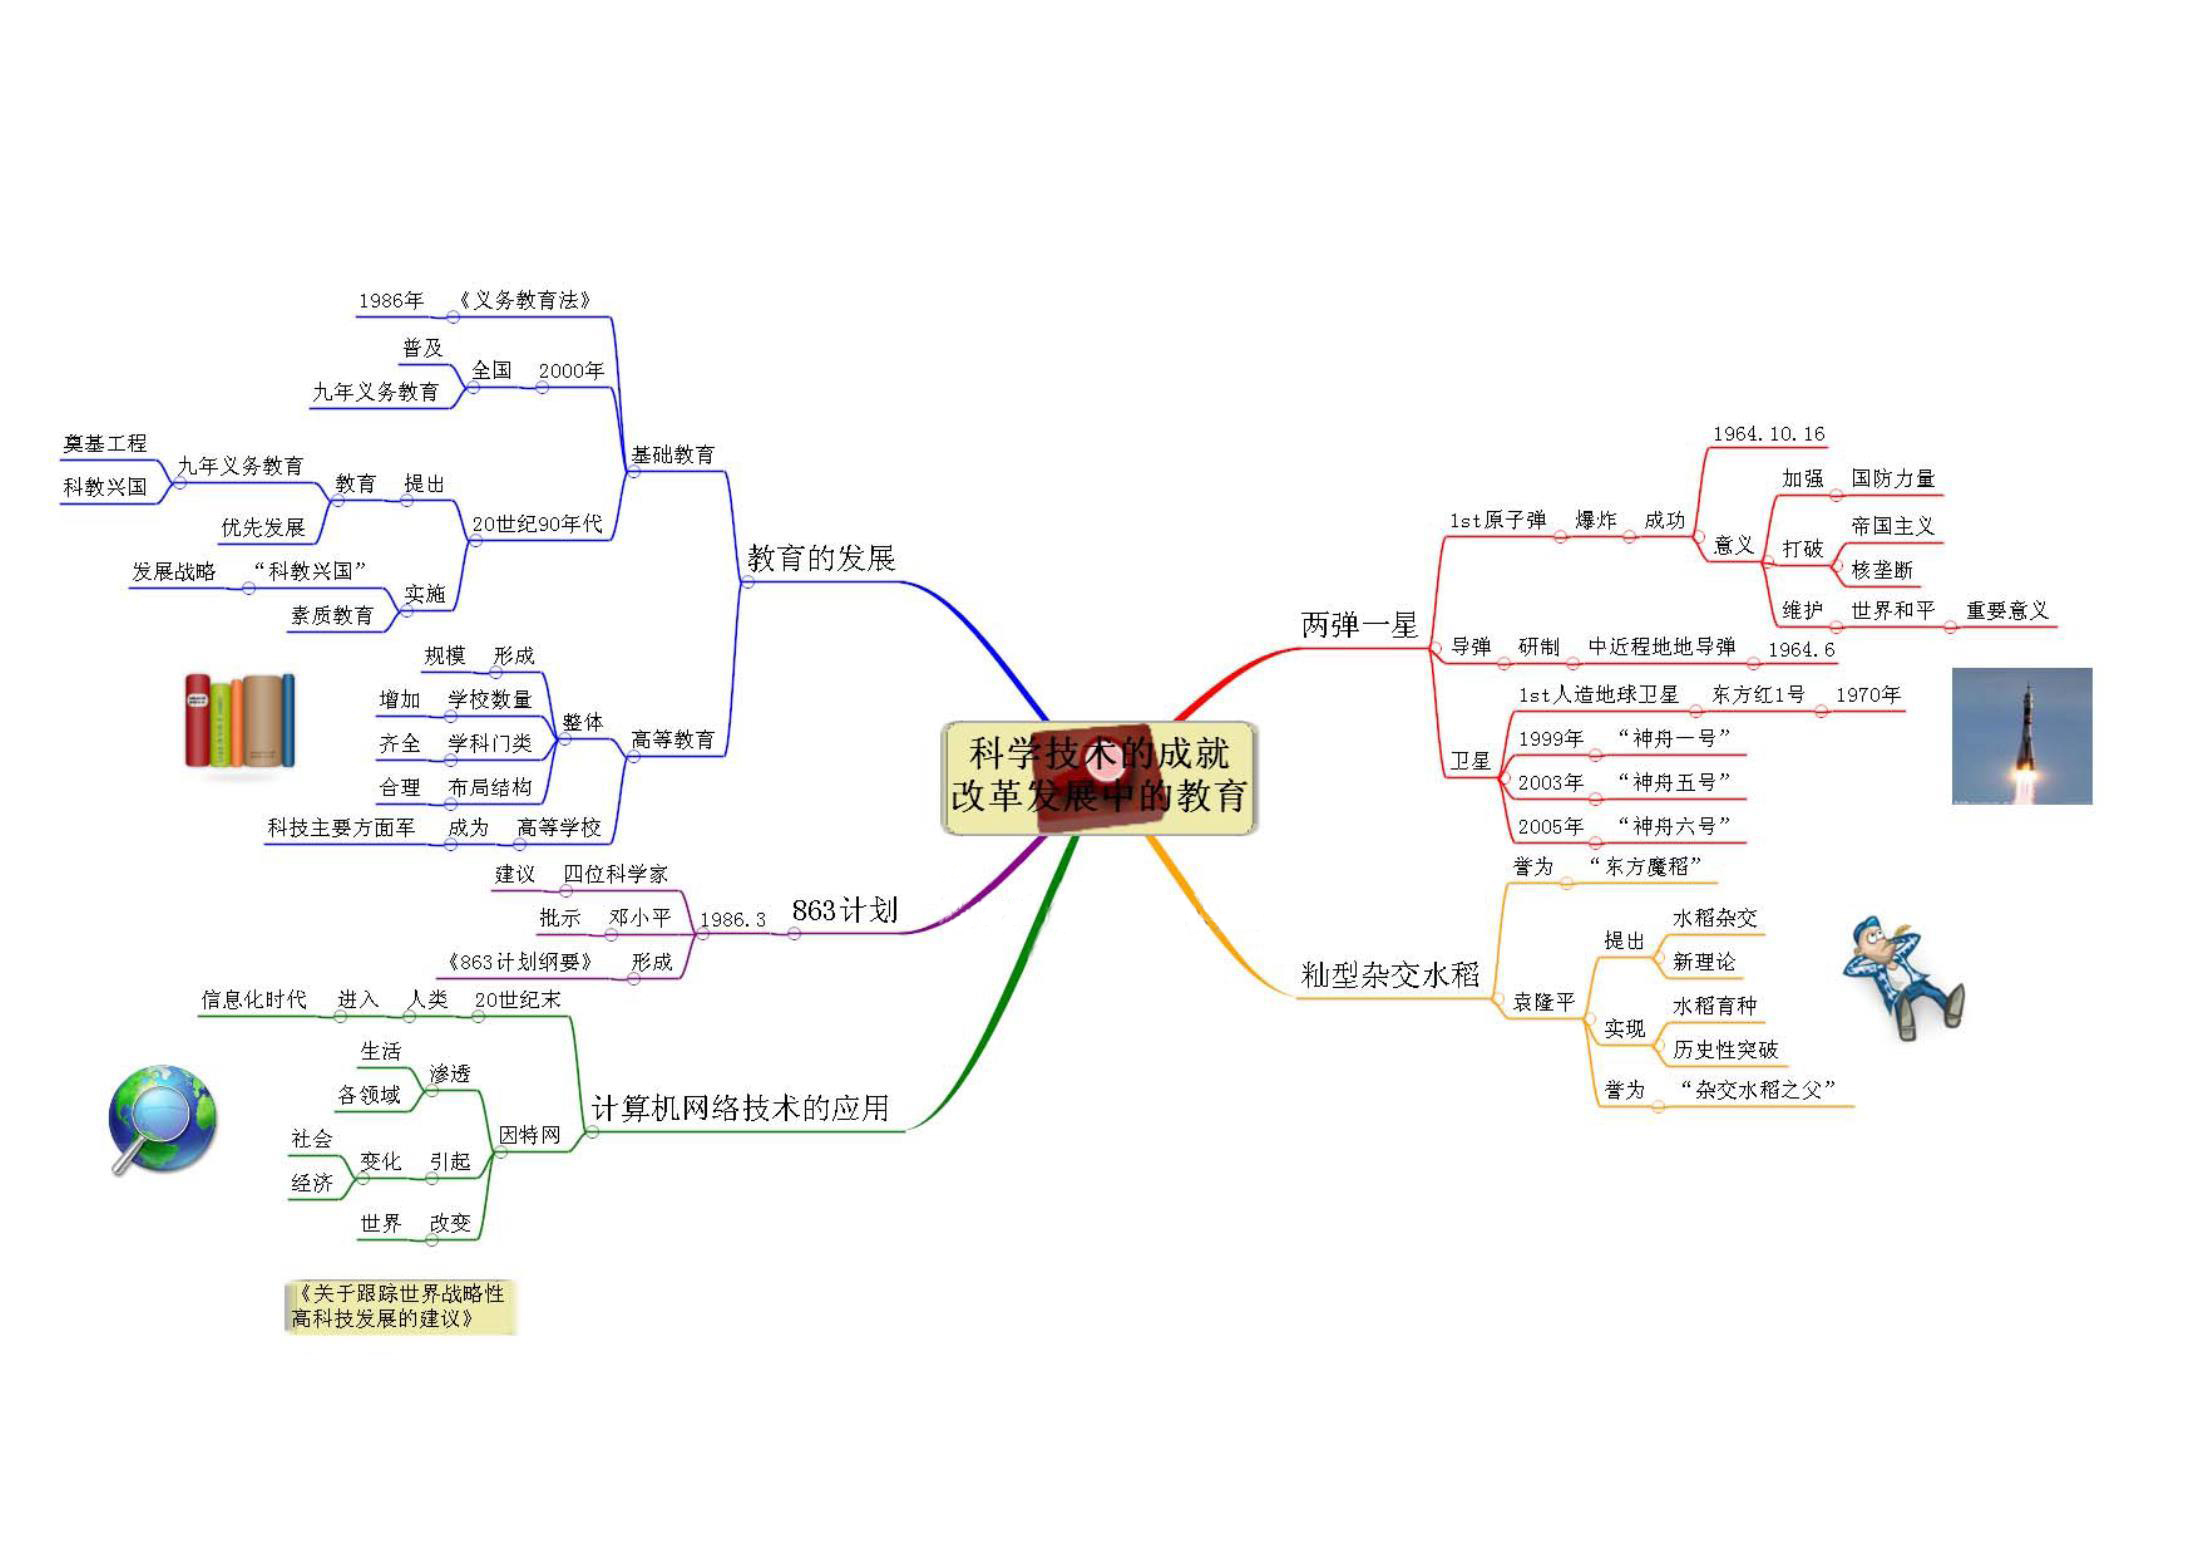 科学技术的成就
改革发展中的教育
两弹一星
1st原子弹 爆炸 成功
1964.10.16
意义
加强 国防力量
打破
帝国主义
核垄断
维护 世界和平 重要意义
导弹 研制 中近程地地导弹 1964.6
卫星
1st人造地球卫星 东方红1号 1970年
1999年 “神舟一号”
2003年 “神舟五号”
2005年 “神舟六号”
籼型杂交水稻
誉为 “东方魔稻”
袁隆平
提出
水稻杂交
新理论
实现
水稻育种
历史性突破
誉为 “杂交水稻之父”
教育的发展
基础教育
1986年 《义务教育法》
普及
全国 2000年
九年义务教育
20世纪90年代
教育 提出
九年义务教育
奠基工程
科教兴国
优先发展
实施
发展战略 “科教兴国”
素质教育
高等教育
整体
规模 形成
增加 学校数量
齐全 学科门类
合理 布局结构
科技主要方面军 成为 高等学校
863计划
1986.3
建议 四位科学家
批示 邓小平
《863计划纲要》 形成
计算机网络技术的应用
信息化时代 进入 人类 20世纪末
因特网
渗透
生活
各领域
变化 引起
社会
经济
世界 改变
《关于跟踪世界战略性
高科技发展的建议》